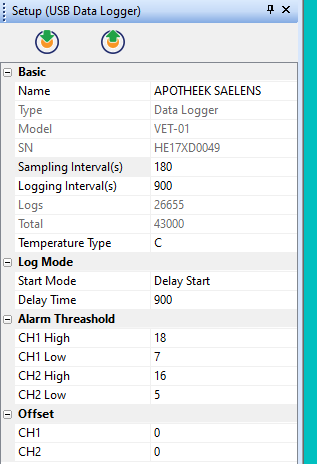 Setup (USB Data Logger)
Basic
Name APOTHEEK SAELENS
Type Data Logger
Model VET-01
SN HE17XD0049
Sampling Interval(s) 180
Logging Interval(s) 900
Logs 26655
Total 43000
Temperature Type C
Log Mode
Start Mode Delay Start
Delay Time 900
Alarm Threashold
CH1 High 18
CH1 Low 7
CH2 High 16
CH2 Low 5
Offset
CH1 0
CH2 0